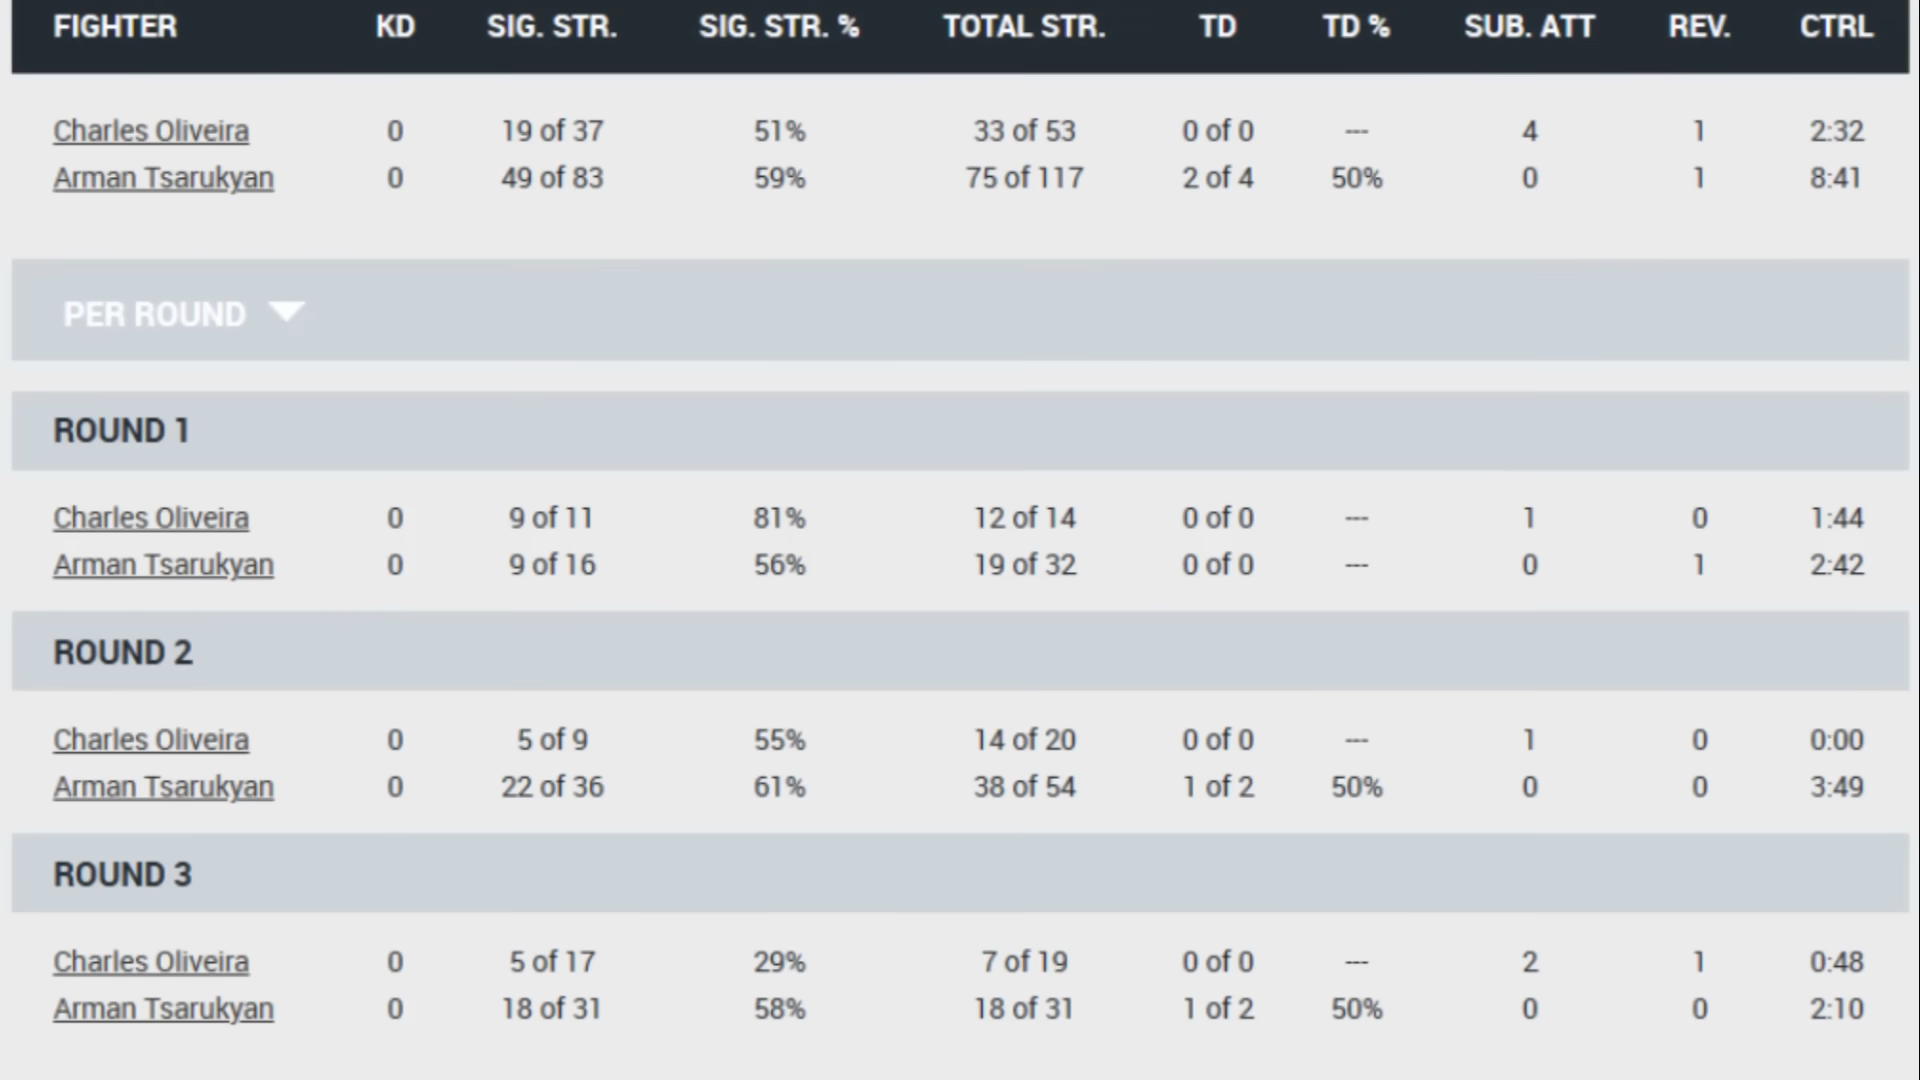 FIGHTER KD SIG. STR. SIG. STR. % TOTAL STR. TD TD % SUB. ATT REV. CTRL
Charles Oliveira 0 19 of 37 51% 33 of 53 0 of 0 --- 4 1 2:32
Arman Tsarukyan 0 49 of 83 59% 75 of 117 2 of 4 50% 0 1 8:41
PER ROUND
ROUND 1
Charles Oliveira 0 9 of 11 81% 12 of 14 0 of 0 --- 1 0 1:44
Arman Tsarukyan 0 9 of 16 56% 19 of 32 0 of 0 --- 0 1 2:42
ROUND 2
Charles Oliveira 0 5 of 9 55% 14 of 20 0 of 0 --- 1 0 0:00
Arman Tsarukyan 0 22 of 36 61% 38 of 54 1 of 2 50% 0 0 3:49
ROUND 3
Charles Oliveira 0 5 of 17 29% 7 of 19 0 of 0 --- 2 1 0:48
Arman Tsarukyan 0 18 of 31 58% 18 of 31 1 of 2 50% 0 0 2:10